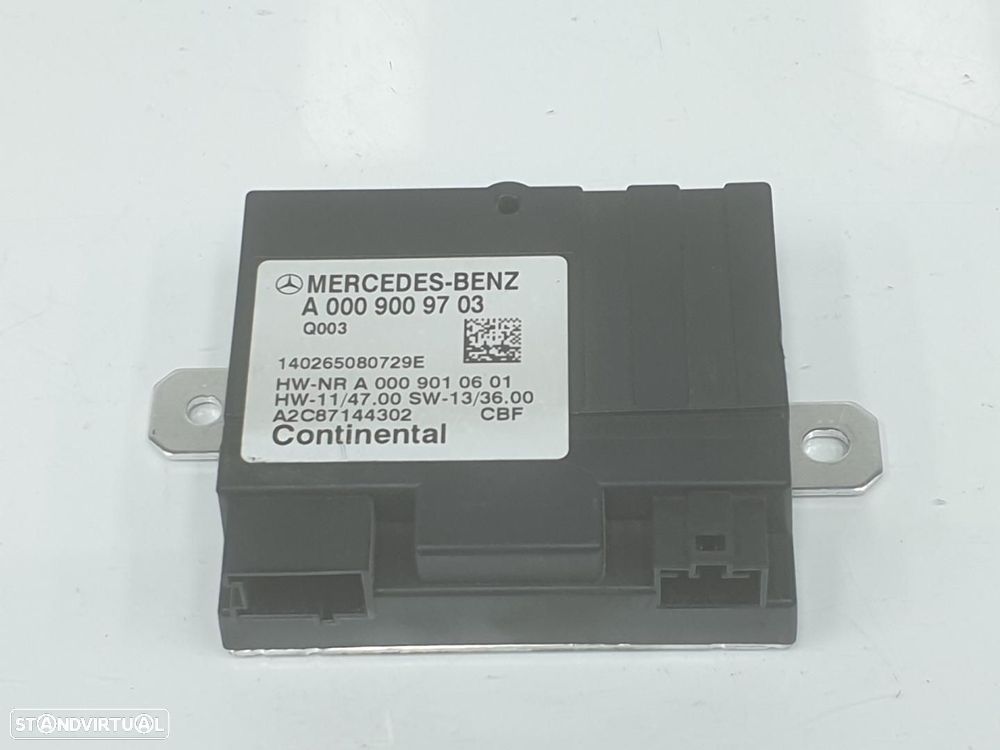 MERCEDES-BENZ
A 000 900 97 03
Q003
140265080729E
HW-NR A 000 901 06 01
HW-11/47.00 SW-13/36.00
A2C87144302 CBF
Continental
STANDVIRTUAL